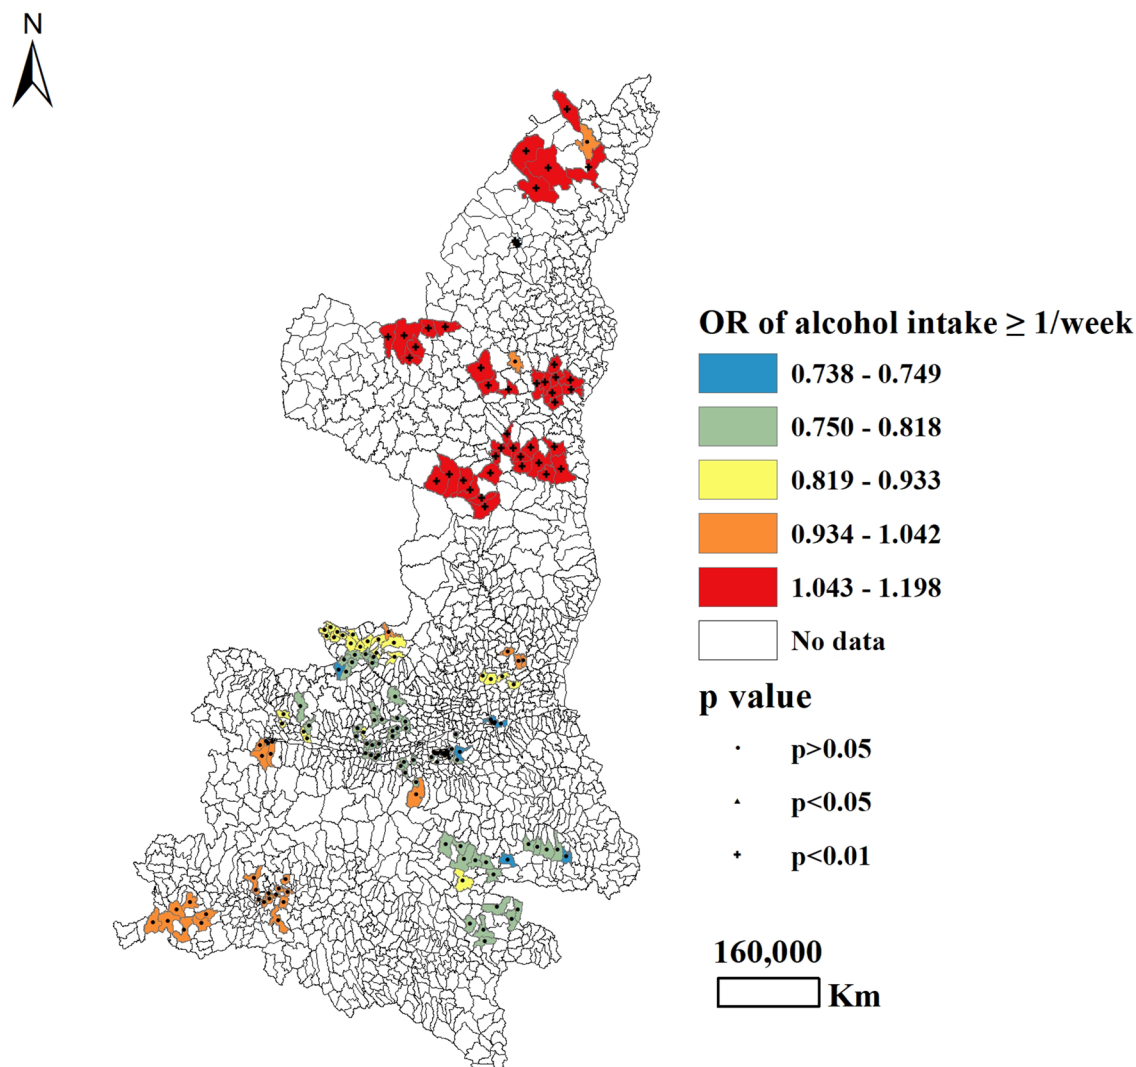 N
OR of alcohol intake ≥ 1/week
0.738 - 0.749
0.750 - 0.818
0.819 - 0.933
0.934 - 1.042
1.043 - 1.198
No data
p value
p>0.05
p<0.05
p<0.01
160,000
Km